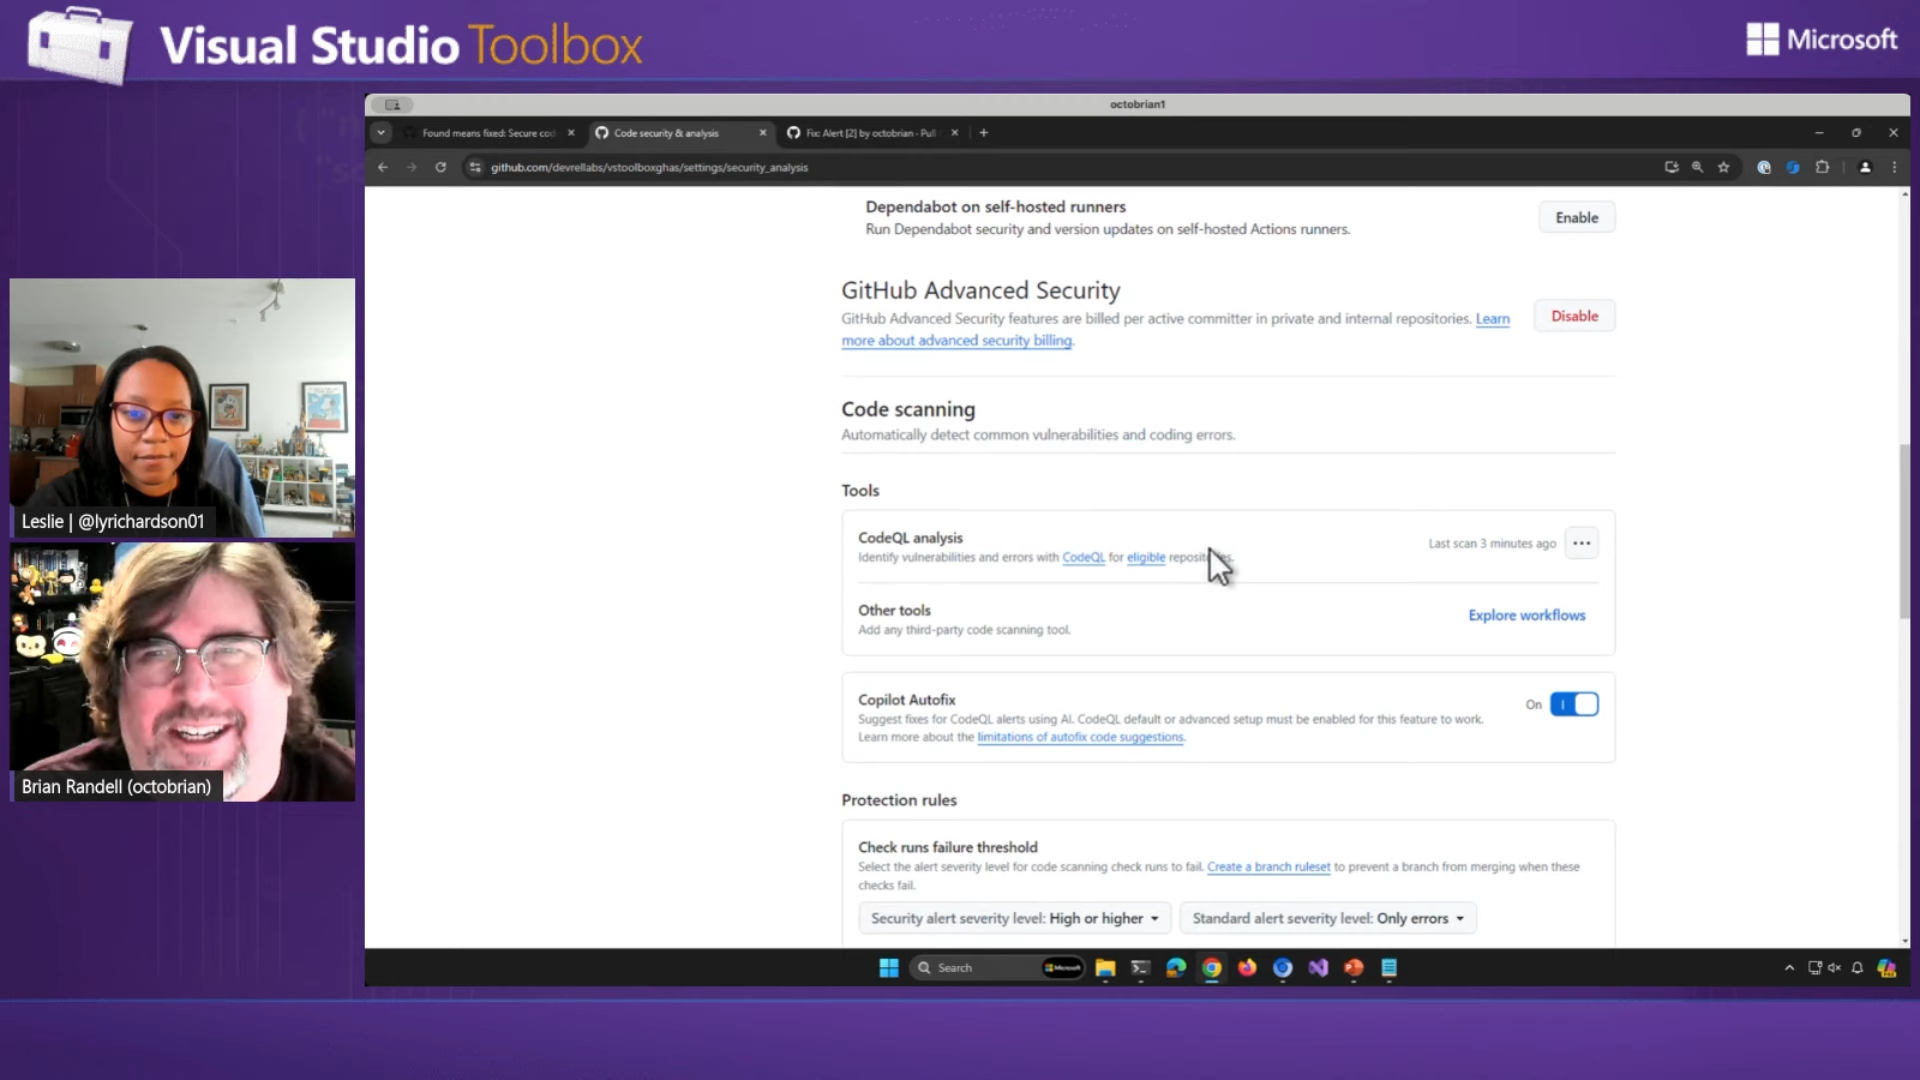 Visual Studio Toolbox
Microsoft
octobrian1
Found means fixed: Secure cod
Code security & analysis
Fix: Alert [2] by octobrian - Pull
github.com/devrellabs/vstoolboxghas/settings/security_analysis
Dependabot on self-hosted runners
Run Dependabot security and version updates on self-hosted Actions runners.
Enable
GitHub Advanced Security
GitHub Advanced Security features are billed per active committer in private and internal repositories. Learn
more about advanced security billing.
Disable
Code scanning
Automatically detect common vulnerabilities and coding errors.
Tools
CodeQL analysis
Identify vulnerabilities and errors with CodeQL for eligible repositories.
Last scan 3 minutes ago
Other tools
Add any third-party code scanning tool.
Explore workflows
Copilot Autofix
Suggest fixes for CodeQL alerts using AI. CodeQL default or advanced setup must be enabled for this feature to work.
Learn more about the limitations of autofix code suggestions.
On
Protection rules
Check runs failure threshold
Select the alert severity level for code scanning check runs to fail. Create a branch ruleset to prevent a branch from merging when these
checks fail.
Security alert severity level: High or higher
Standard alert severity level: Only errors
Search
Microsoft
Leslie | @lyrichardson01
Brian Randell (octobrian)